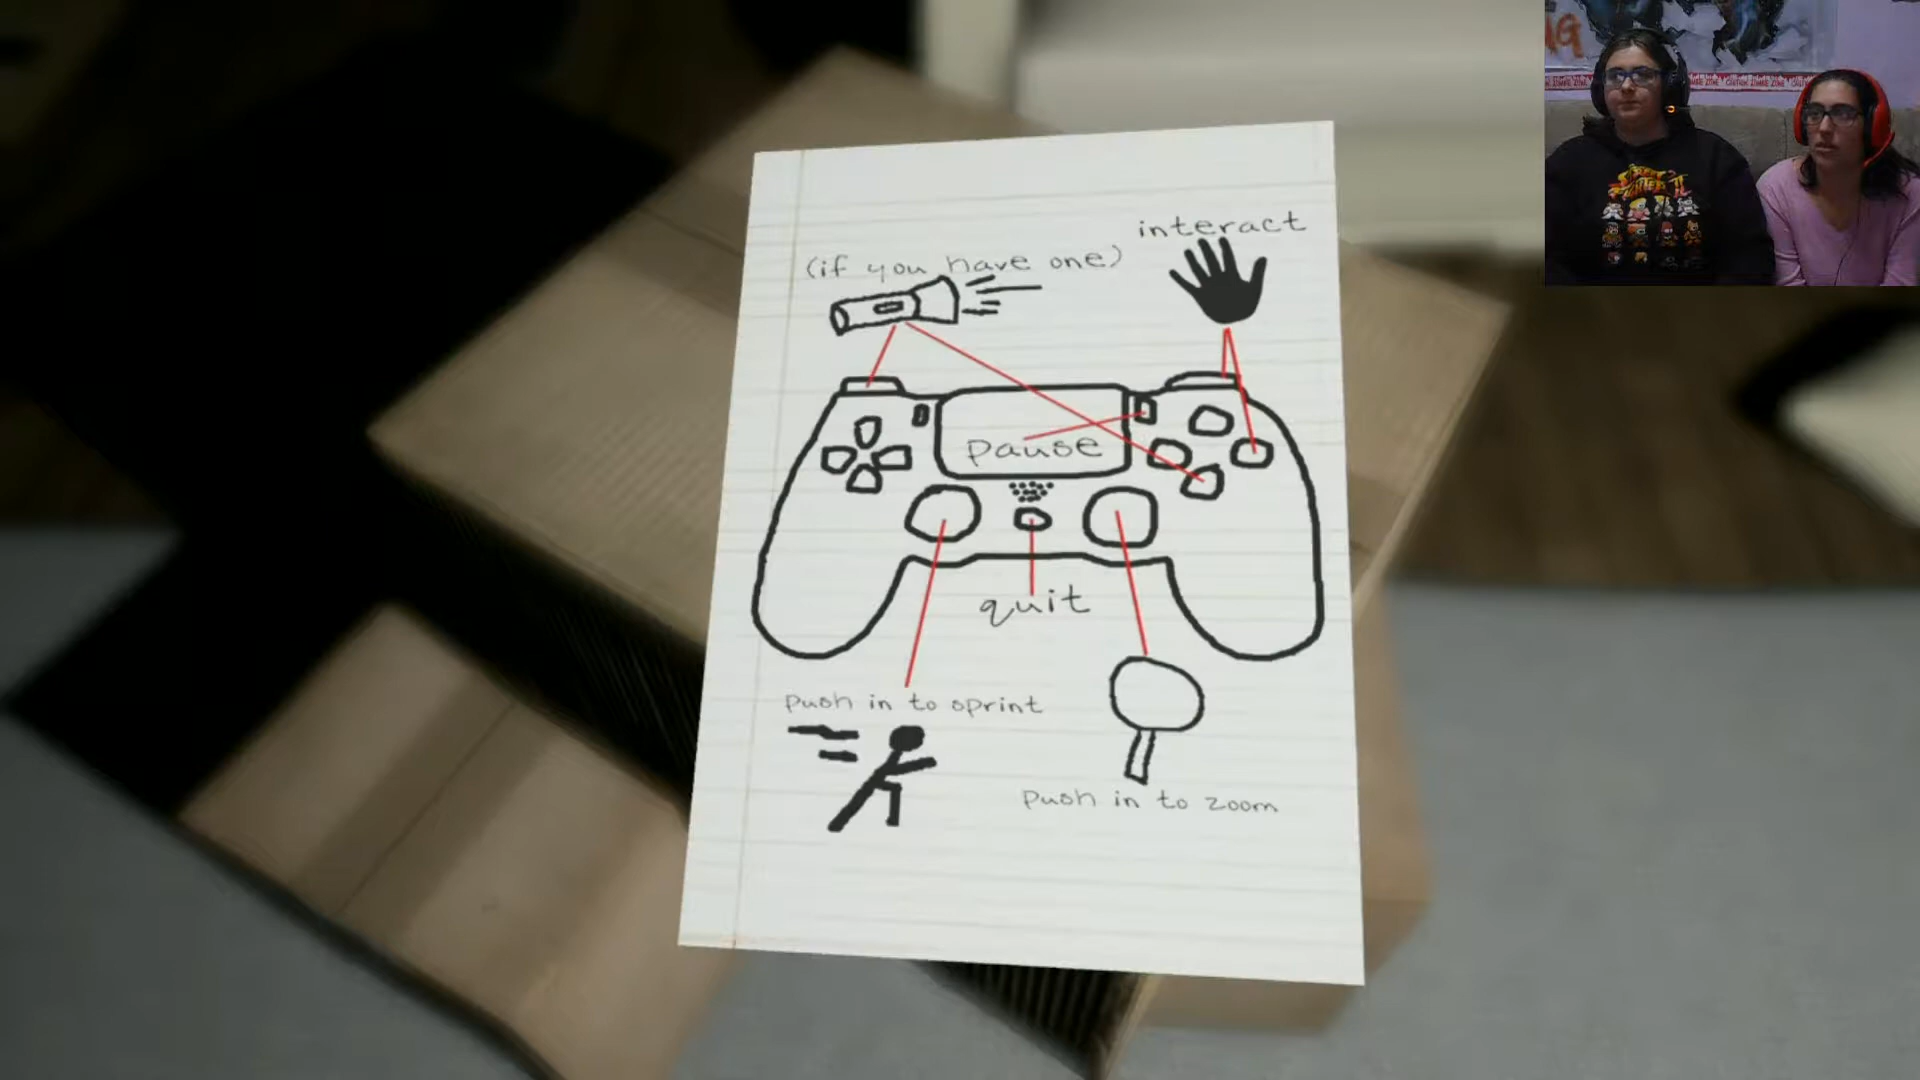 interact
(if you have one)
pause
quit
push in to sprint
push in to zoom